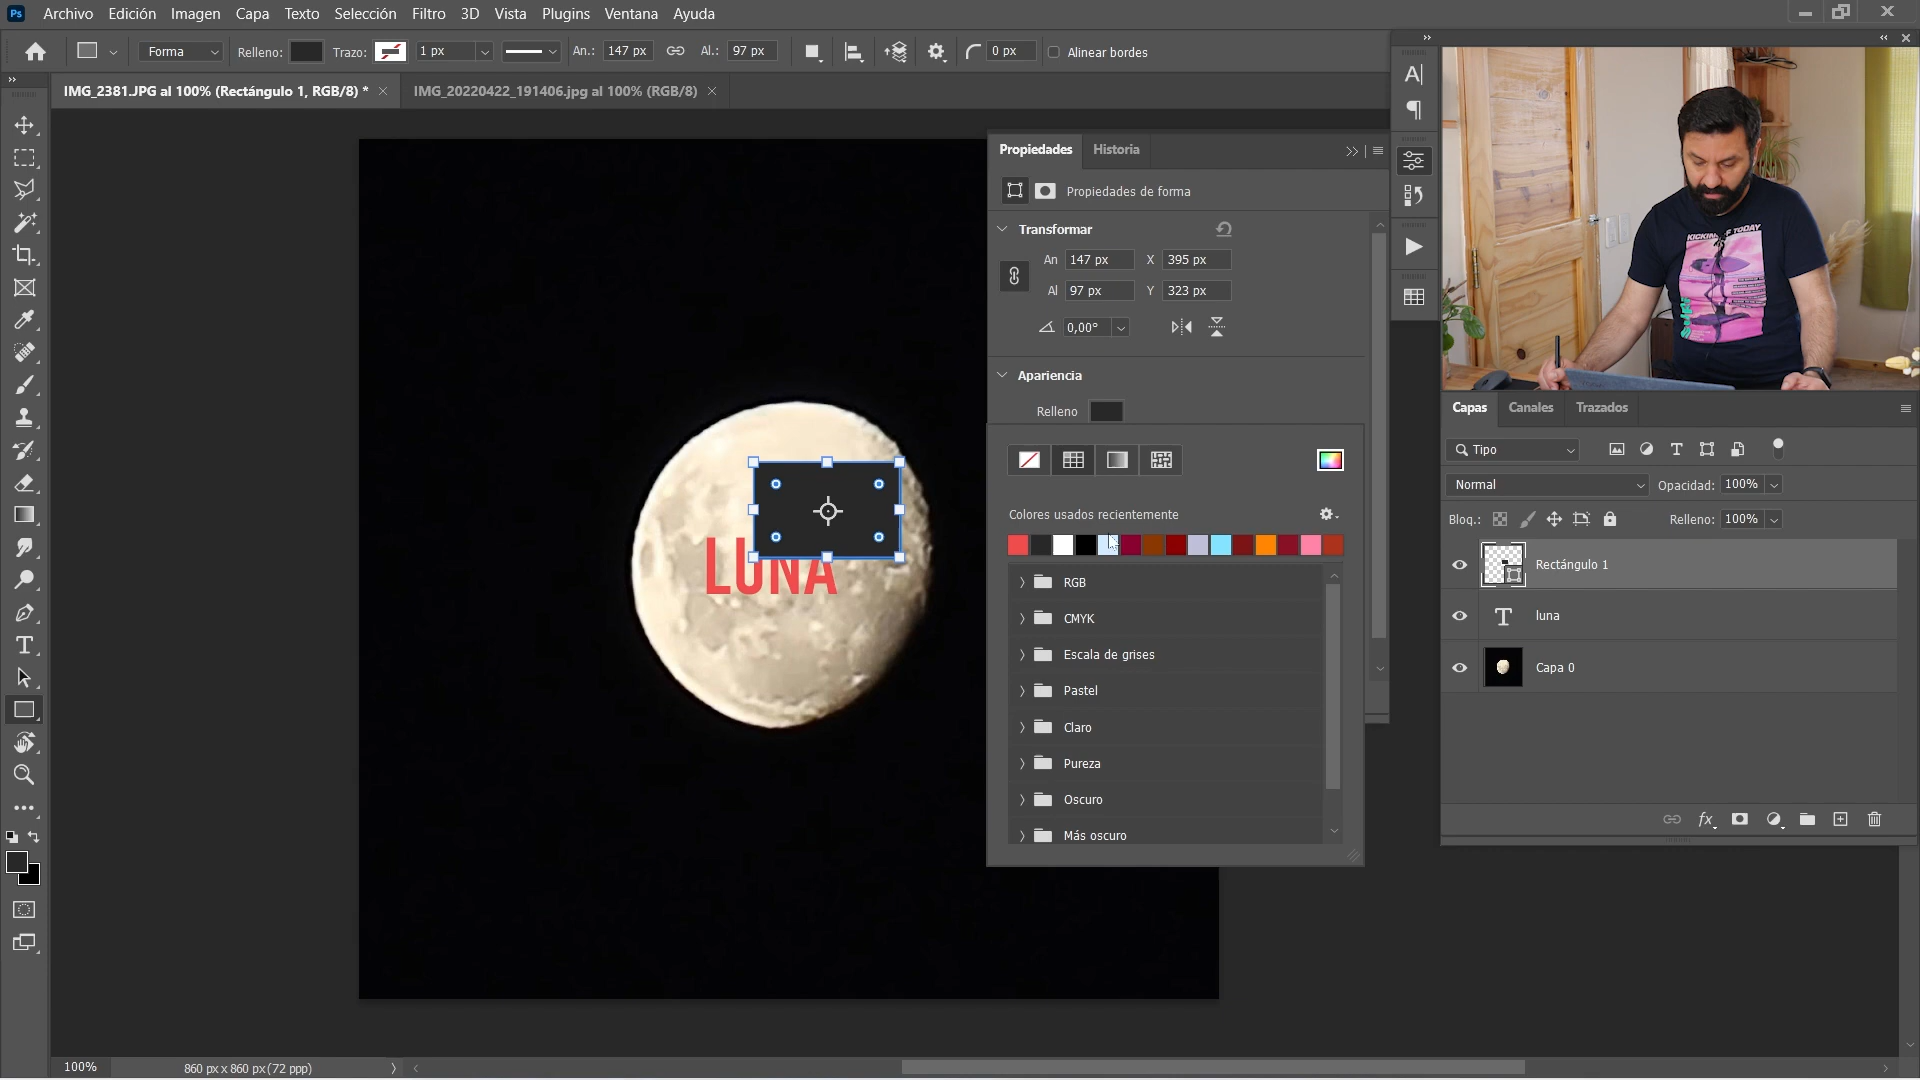 Ps Archivo Edición Imagen Capa Texto Selección Filtro 3D Vista Plugins Ventana Ayuda
Forma Relleno: Trazo: 1 px An.: 147 px Al.: 97 px 0 px Alinear bordes
IMG_2381.JPG al 100% (Rectángulo 1, RGB/8) * IMG_20220422_191406.jpg al 100% (RGB/8)
Propiedades Historia
Propiedades de forma
Transformar
An 147 px X 395 px
Al 97 px Y 323 px
0,00°
Apariencia
Relleno
Colores usados recientemente
RGB
CMYK
Escala de grises
Pastel
Claro
Pureza
Oscuro
Más oscuro
LUNA
KICKING IT TODAY
Capas Canales Trazados
Tipo
Normal Opacidad: 100%
Bloq.: Relleno: 100%
Rectángulo 1
T luna
Capa 0
fx
100% 860 px x 860 px (72 ppp)